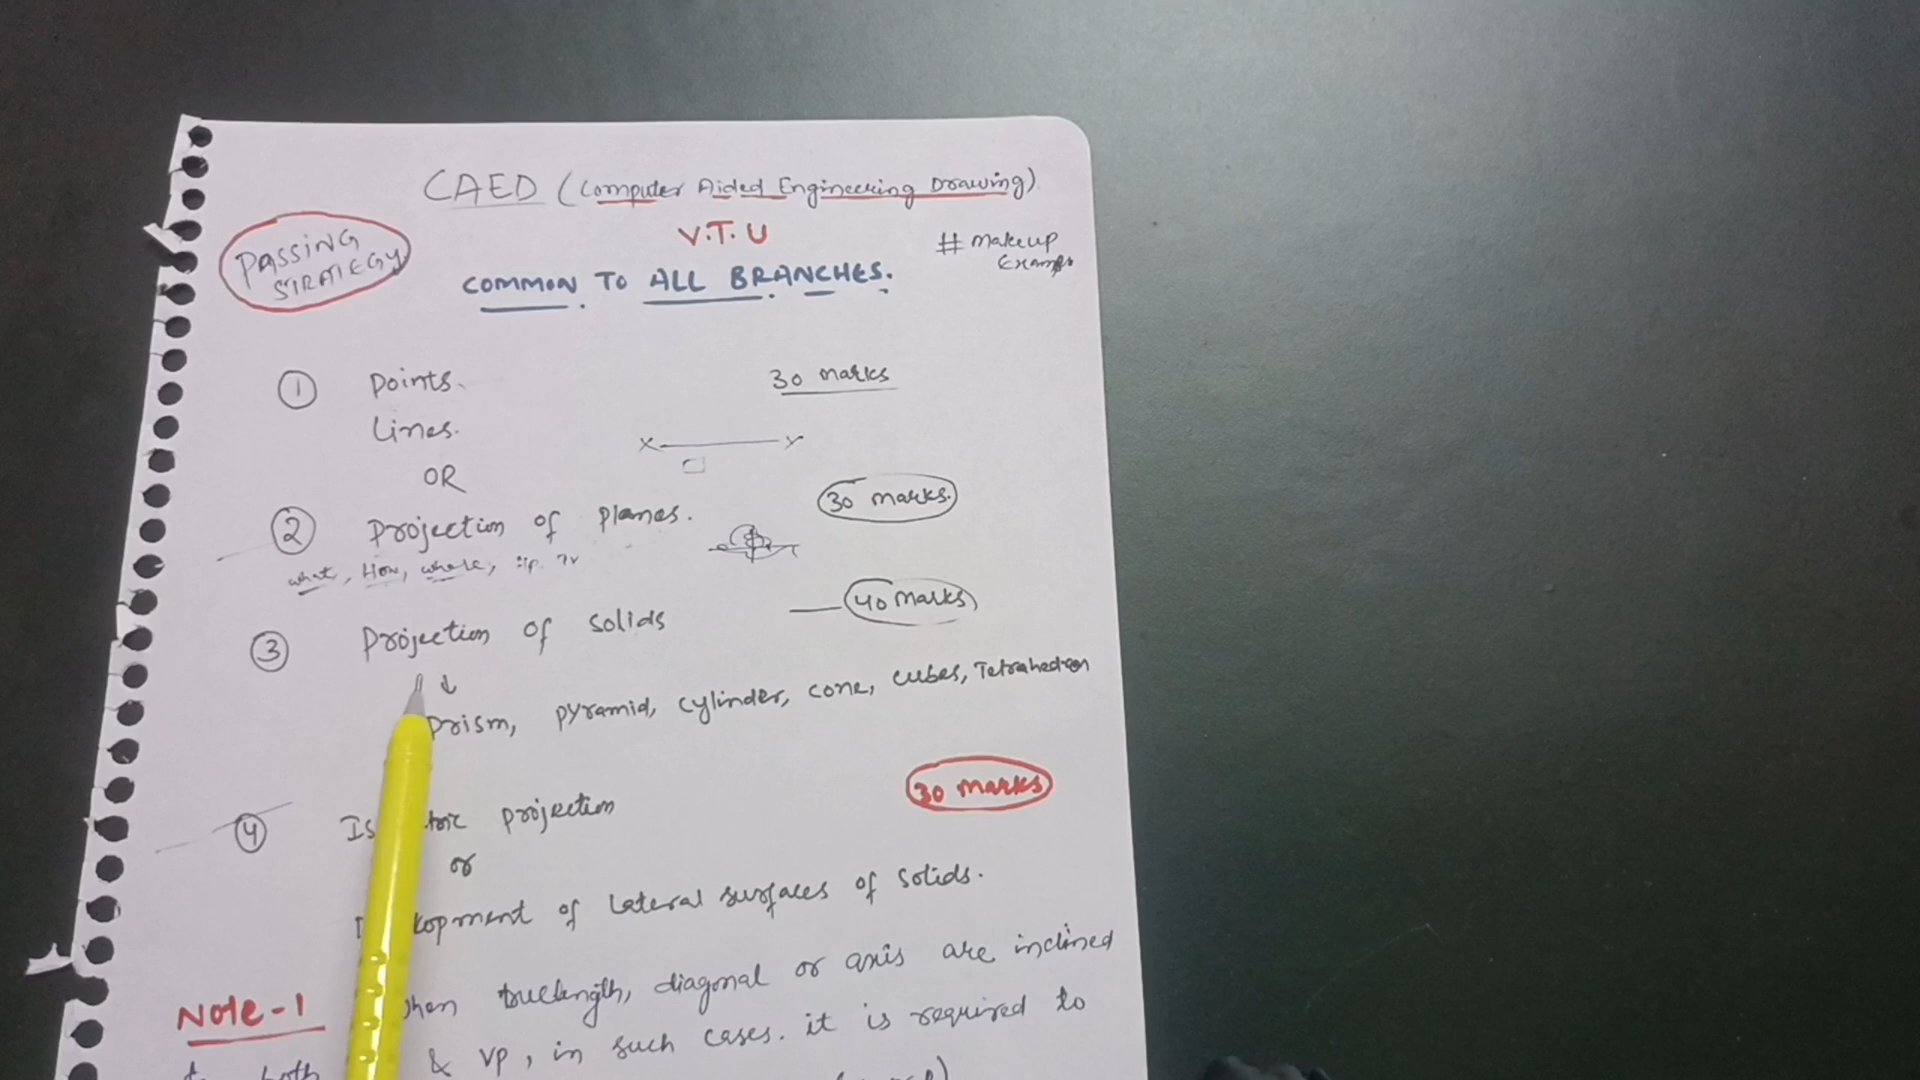 CAED (Computer Aided Engineering Drawing)
V.T.U
PASSING
STRATEGY
# makeup
Exams
COMMON TO ALL BRANCHES.
1 Points 30 marks
Lines.
X Y
OR
2 Projection of planes. 30 marks.
what, How, where,
3 Projection of solids 40 marks
prism, pyramid, cylinder, cone, cubes, Tetrahedron
4 projection 30 marks
or
of Lateral surfaces of solids.
Note-1 truelength, diagonal or axis are inclined
both & VP, in such cases. it is required to